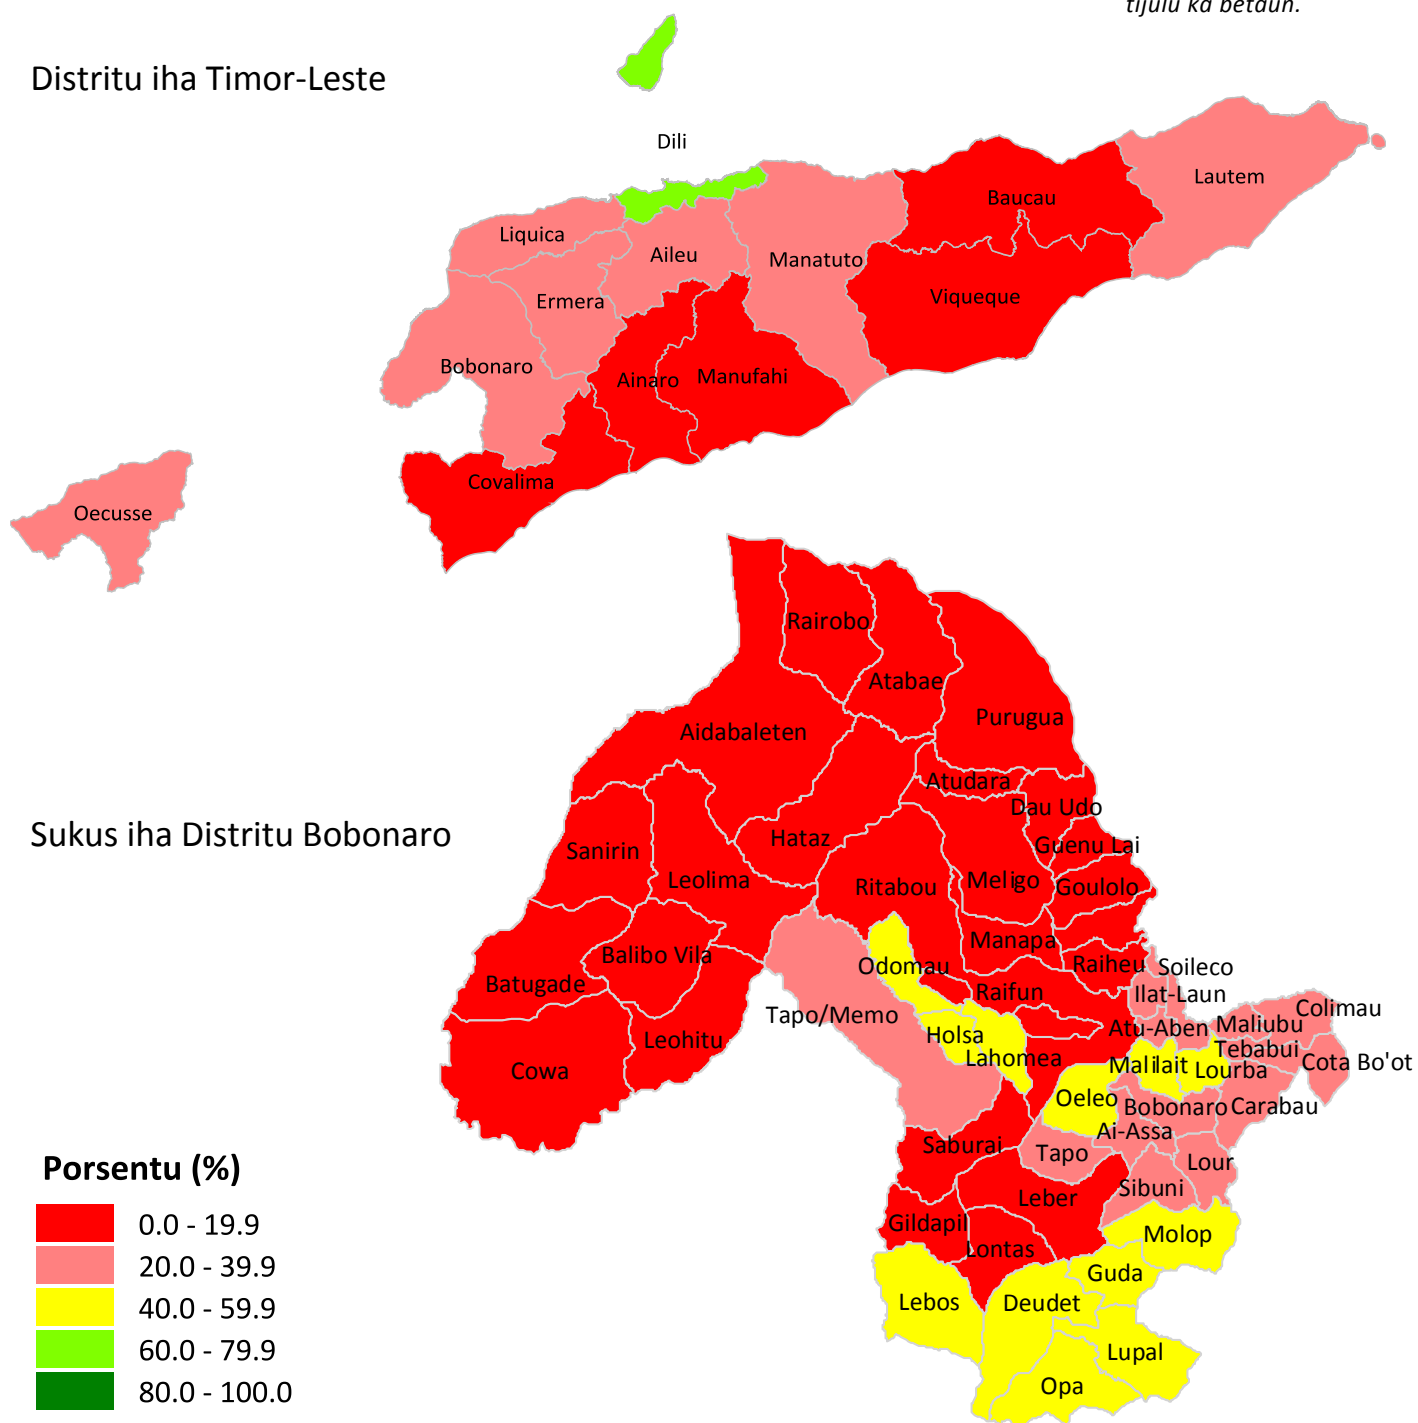 tijulu ka betaun.
Distritu iha Timor-Leste
Dili
Lautem
Baucau
Liquica
Aileu
Manatuto
Ermera
Viqueque
Bobonaro
Ainaro
Manufahi
Covalima
Oecusse
Rairobo
Atabae
Purugua
Aidabaleten
Atudara
Dau Udo
Sukus iha Distritu Bobonaro
Hataz
Guenu Lai
Sanirin
Leolima
Ritabou
Meligo
Goulolo
Manapa
Balibo Vila
Odomau
Raiheu
Soileco
Batugade
Raifun
Ilat-Laun
Tapo/Memo
Colimau
Leohitu
Holsa
Atu-Aben
Maliubu
Lahomea
Tebabui
Cowa
Malilait
Lourba
Cota Bo'ot
Oeleo
Bobonaro
Carabau
Ai-Assa
Saburai
Tapo
Lour
Sibuni
Leber
Gildapil
Molop
Lontas
Guda
Lebos
Deudet
Lupal
Opa
Porsentu (%)
0.0 - 19.9
20.0 - 39.9
40.0 - 59.9
60.0 - 79.9
80.0 - 100.0